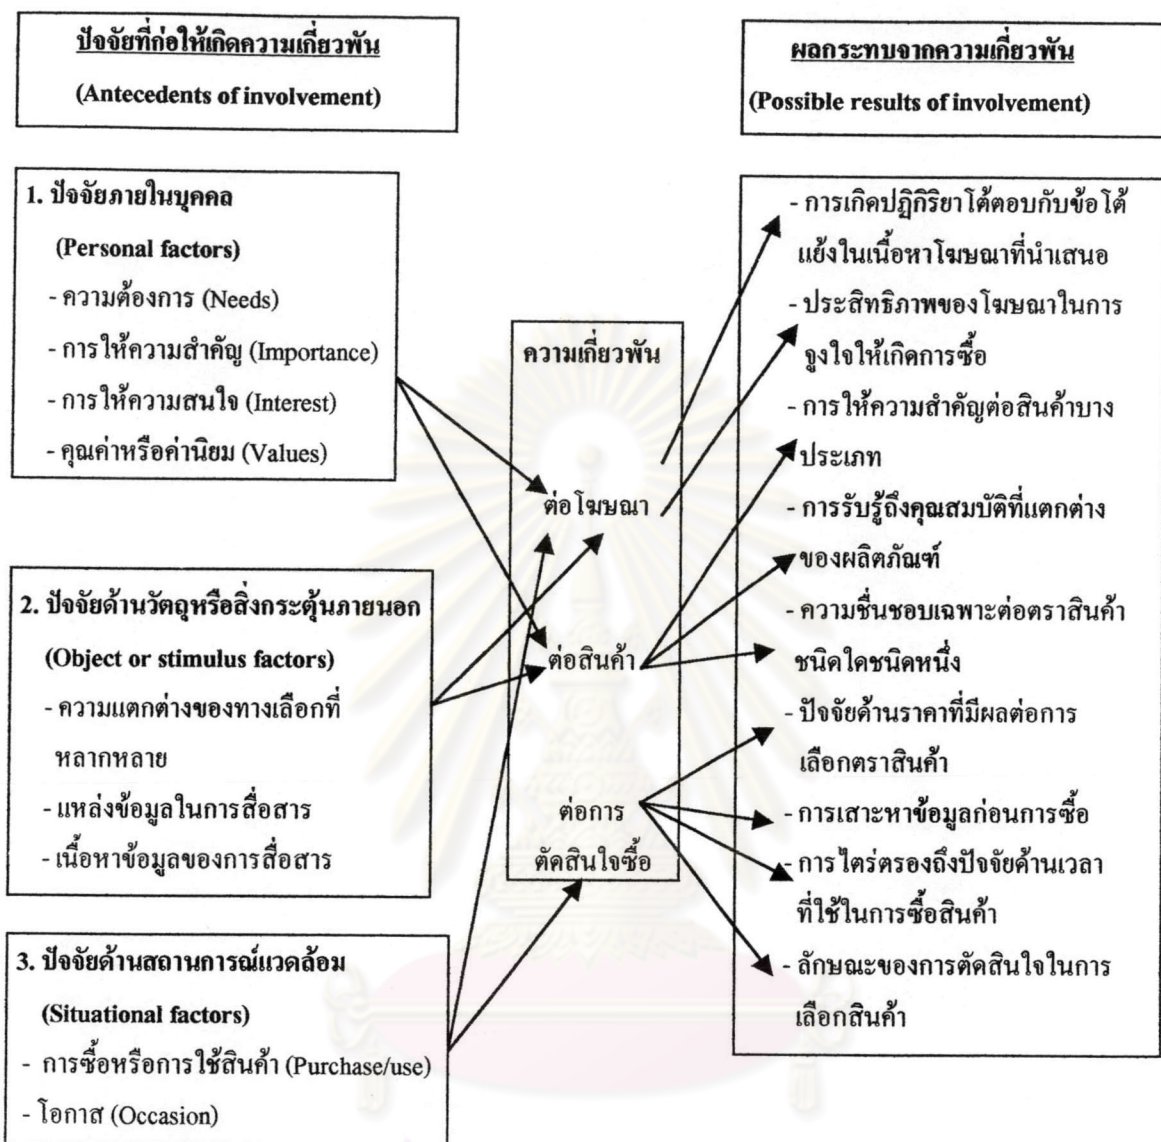 ปัจจัยที่ก่อให้เกิดความเกี่ยวพัน
(Antecedents of involvement)
ผลกระทบจากความเกี่ยวพัน
(Possible results of involvement)
1. ปัจจัยภายในบุคคล
(Personal factors)
- ความต้องการ (Needs)
- การให้ความสำคัญ (Importance)
- การให้ความสนใจ (Interest)
- คุณค่าหรือค่านิยม (Values)
2. ปัจจัยด้านวัตถุหรือสิ่งกระตุ้นภายนอก
(Object or stimulus factors)
- ความแตกต่างของทางเลือกที่
หลากหลาย
- แหล่งข้อมูลในการสื่อสาร
- เนื้อหาข้อมูลของการสื่อสาร
3. ปัจจัยด้านสถานการณ์แวดล้อม
(Situational factors)
- การซื้อหรือการใช้สินค้า (Purchase/use)
- โอกาส (Occasion)
ความเกี่ยวพัน
ต่อโฆษณา
ต่อสินค้า
ต่อการ
ตัดสินใจซื้อ
- การเกิดปฏิกิริยาโต้ตอบกับข้อโต้
แย้งในเนื้อหาโฆษณาที่นำเสนอ
- ประสิทธิภาพของโฆษณาในการ
จูงใจให้เกิดการซื้อ
- การให้ความสำคัญต่อสินค้าบาง
ประเภท
- การรับรู้ถึงคุณสมบัติที่แตกต่าง
ของผลิตภัณฑ์
- ความชื่นชอบเฉพาะต่อตราสินค้า
ชนิดใดชนิดหนึ่ง
- ปัจจัยด้านราคาที่มีผลต่อการ
เลือกตราสินค้า
- การเสาะหาข้อมูลก่อนการซื้อ
- การไตร่ตรองถึงปัจจัยด้านเวลา
ที่ใช้ในการซื้อสินค้า
- ลักษณะของการตัดสินใจในการ
เลือกสินค้า